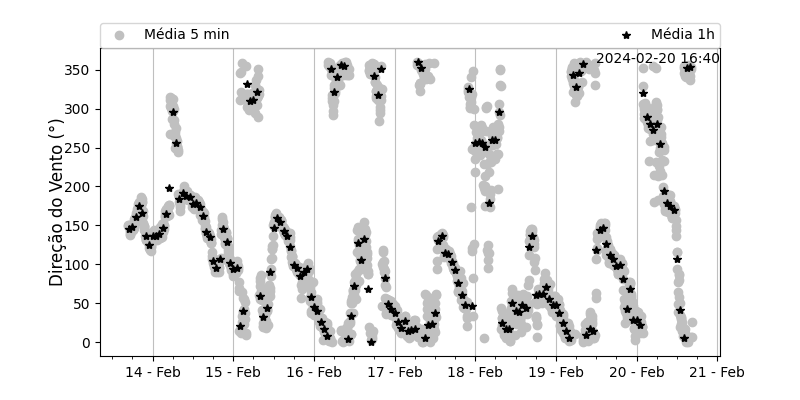 Média 5 min
Média 1h
2024-02-20 16:40
Direção do Vento (°)
350
300
250
200
150
100
50
0
14 - Feb 15 - Feb 16 - Feb 17 - Feb 18 - Feb 19 - Feb 20 - Feb 21 - Feb